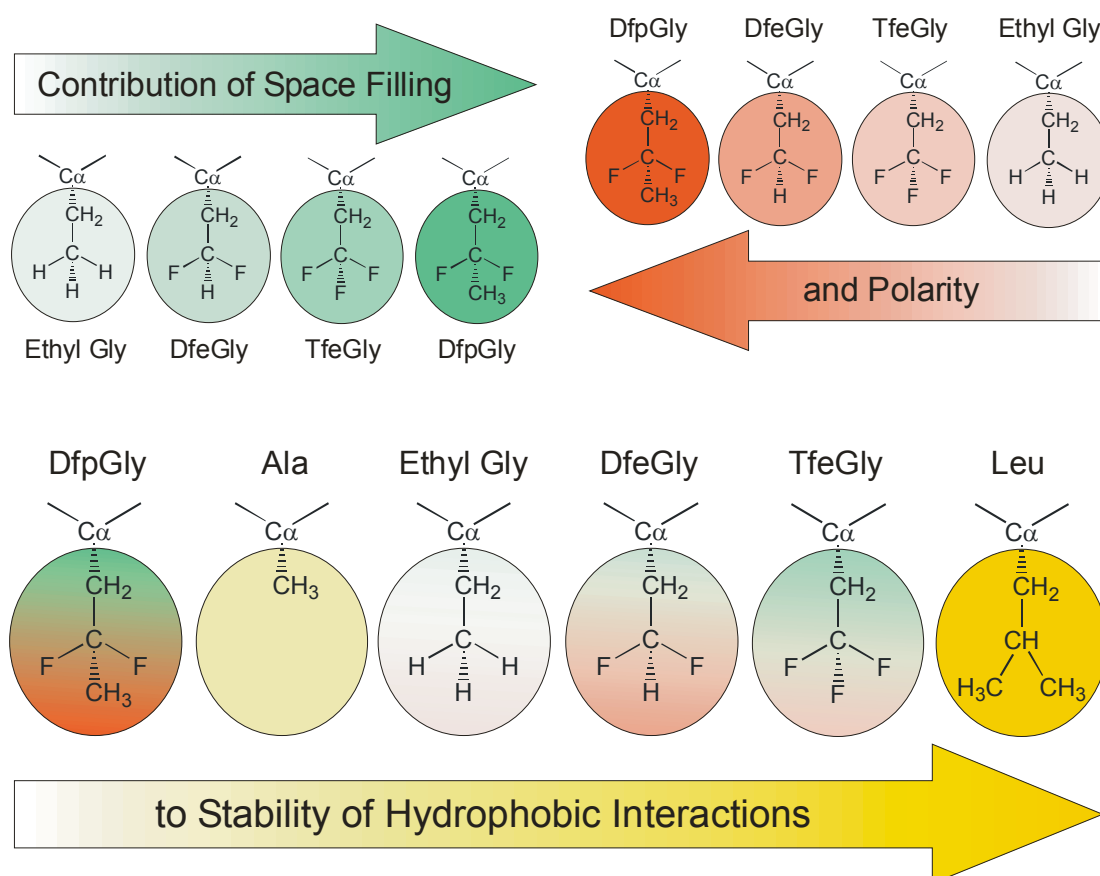 Contribution of Space Filling
Cα
CH2
C
H H
H
Ethyl Gly
Cα
CH2
C
F F
H
DfeGly
Cα
CH2
C
F F
F
TfeGly
Cα
CH2
C
F F
CH3
DfpGly
DfpGly
Cα
CH2
C
F F
CH3
DfeGly
Cα
CH2
C
F F
H
TfeGly
Cα
CH2
C
F F
F
Ethyl Gly
Cα
CH2
C
H H
H
and Polarity
DfpGly
Cα
CH2
C
F F
CH3
Ala
Cα
CH3
Ethyl Gly
Cα
CH2
C
H H
H
DfeGly
Cα
CH2
C
F F
H
TfeGly
Cα
CH2
C
F F
F
Leu
Cα
CH2
CH
H3C CH3
to Stability of Hydrophobic Interactions